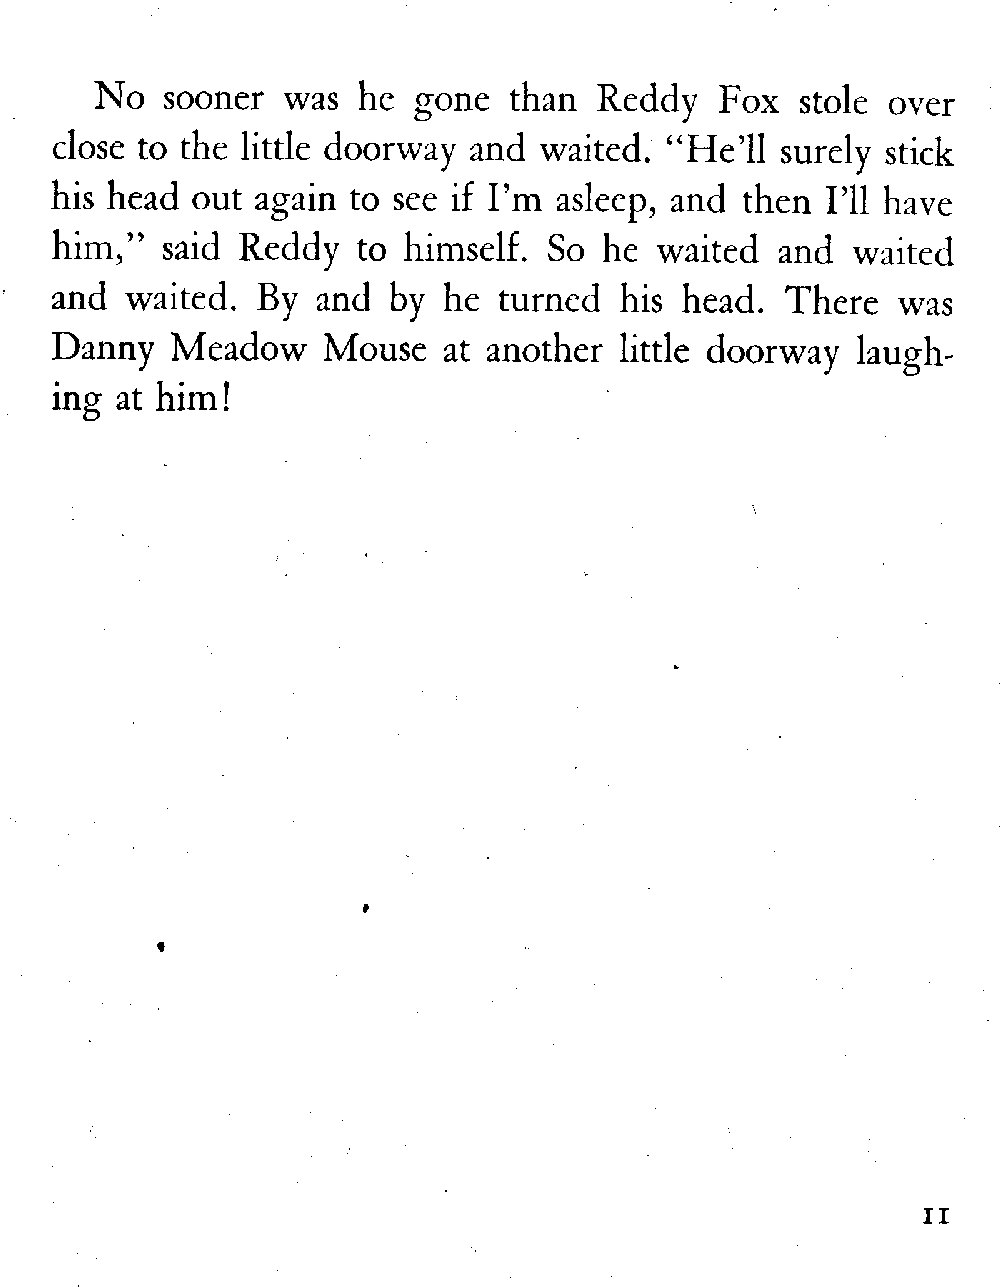 No sooner was he gone than Reddy Fox stole over
close to the little doorway and waited. “He’ll surely stick
his head out again to see if I’m asleep, and then I’ll have
him,” said Reddy to himself. So he waited and waited
and waited. By and by he turned his head. There was
Danny Meadow Mouse at another little doorway laugh-
ing at him!
11